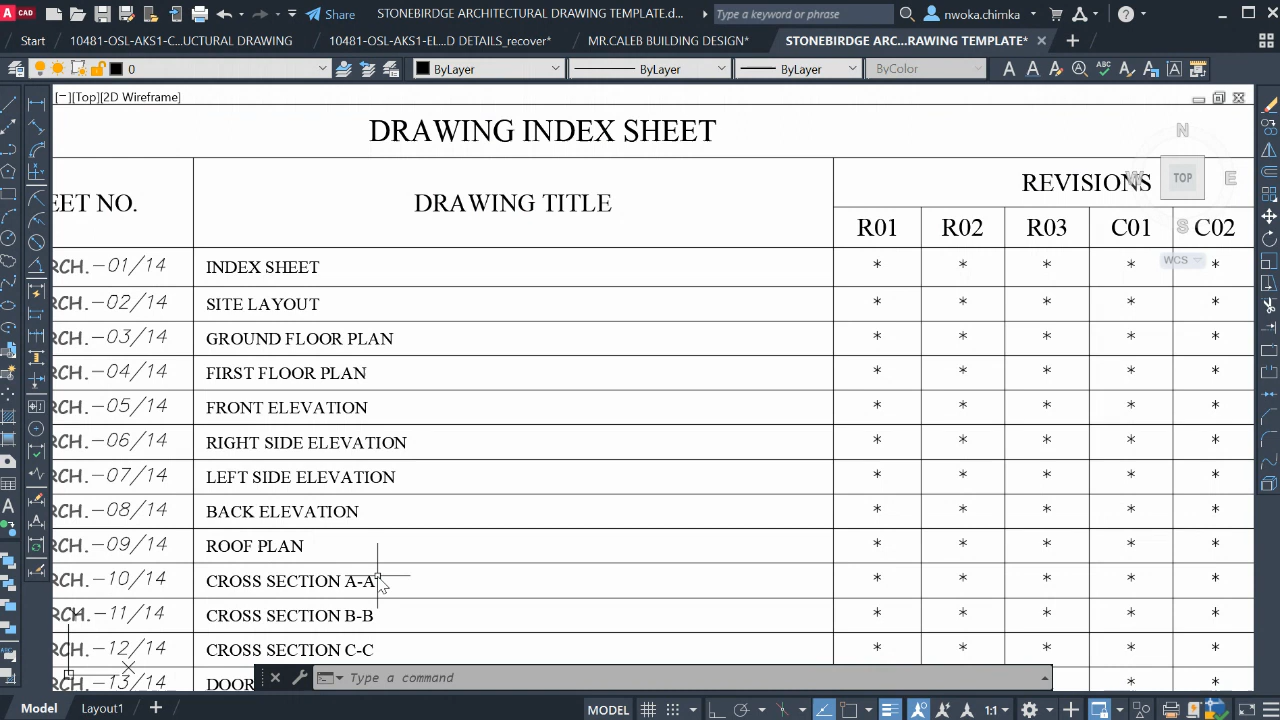 CAD Share STONEBIRDGE ARCHITECTURAL DRAWING TEMPLATE.d... Type a keyword or phrase nwoka.chimka
Start 10481-OSL-AKS1-C...UCTURAL DRAWING 10481-OSL-AKS1-EL...D DETAILS_recover* MR.CALEB BUILDING DESIGN* STONEBIRDGE ARC...RAWING TEMPLATE*
0 ByLayer ByLayer ByLayer ByColor
[−][Top][2D Wireframe]
DRAWING INDEX SHEET
EET NO. DRAWING TITLE REVISIONS
R01 R02 R03 C01 C02
RCH.-01/14 INDEX SHEET * * * * *
RCH.-02/14 SITE LAYOUT * * * * *
RCH.-03/14 GROUND FLOOR PLAN * * * * *
RCH.-04/14 FIRST FLOOR PLAN * * * * *
RCH.-05/14 FRONT ELEVATION * * * * *
RCH.-06/14 RIGHT SIDE ELEVATION * * * * *
RCH.-07/14 LEFT SIDE ELEVATION * * * * *
RCH.-08/14 BACK ELEVATION * * * * *
RCH.-09/14 ROOF PLAN * * * * *
RCH.-10/14 CROSS SECTION A-A * * * * *
RCH.-11/14 CROSS SECTION B-B * * * * *
RCH.-12/14 CROSS SECTION C-C * * * * *
RCH.-13/14 DOOR * *
N
W TOP E
S
WCS
Type a command
Model Layout1 MODEL 1:1